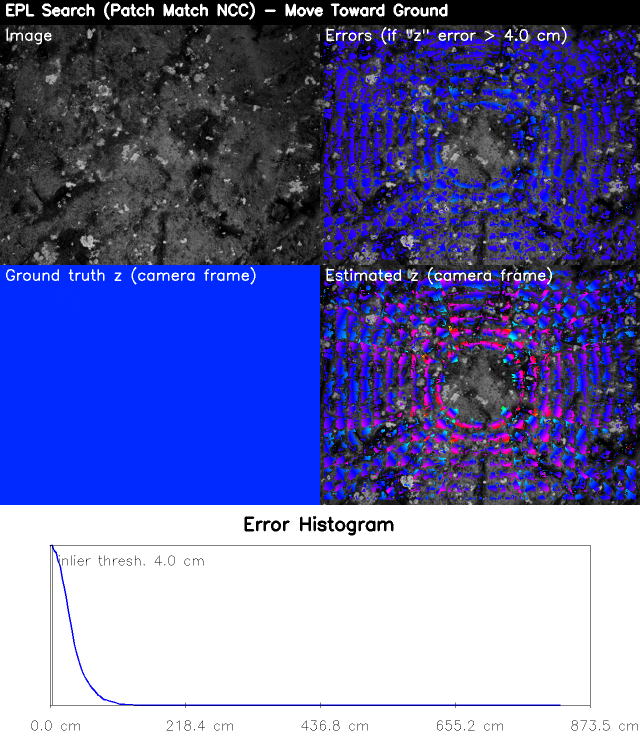 EPL Search (Patch Match NCC) - Move Toward Ground
Image
Errors (if "z" error > 4.0 cm)
Ground truth z (camera frame)
Estimated z (camera frame)
Error Histogram
inlier thresh. 4.0 cm
0.0 cm
218.4 cm
436.8 cm
655.2 cm
873.5 cm